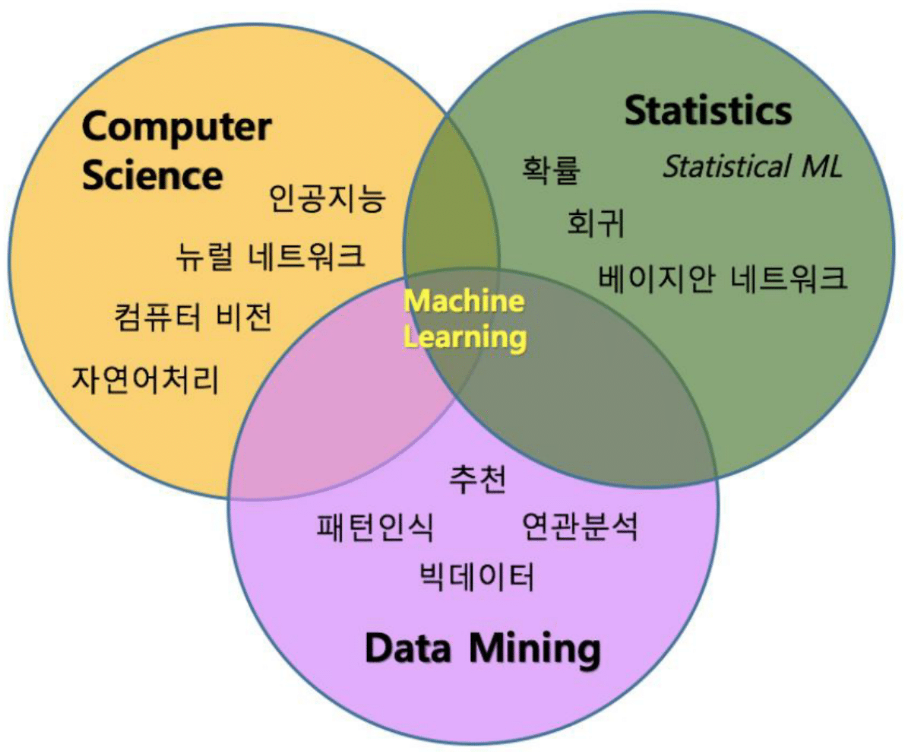 Computer
Science
인공지능
뉴럴 네트워크
컴퓨터 비전
자연어처리
Statistics
확률
Statistical ML
회귀
베이지안 네트워크
Machine
Learning
추천
패턴인식
연관분석
빅데이터
Data Mining